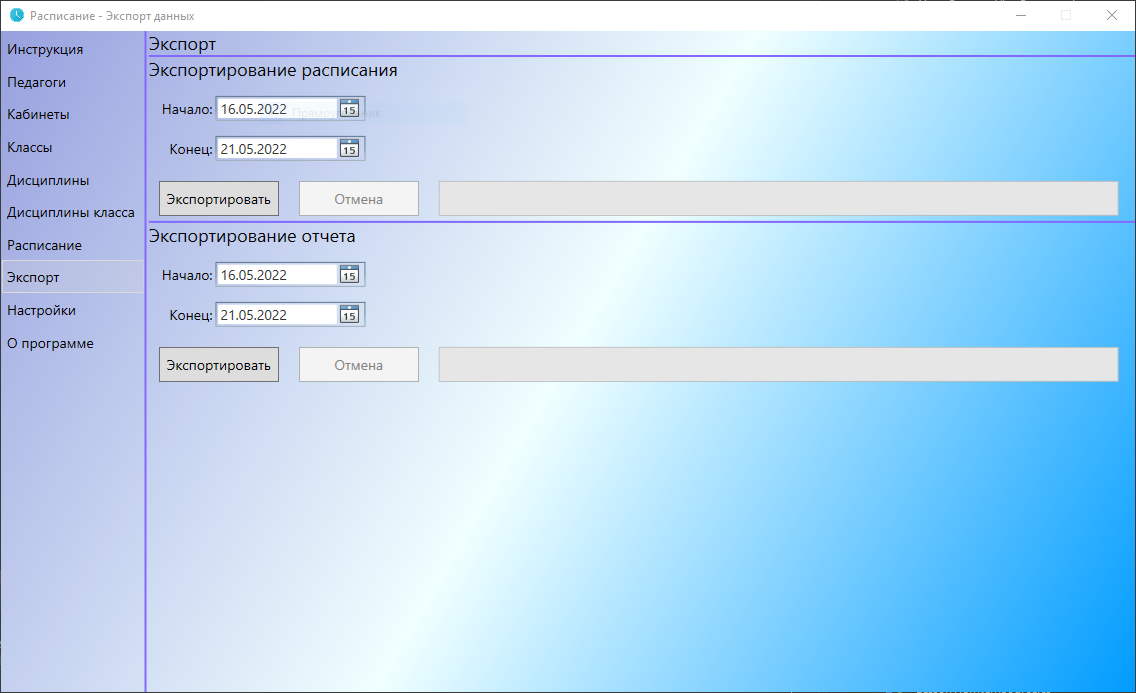 Расписание - Экспорт данных
Инструкция
Педагоги
Кабинеты
Классы
Дисциплины
Дисциплины класса
Расписание
Экспорт
Настройки
О программе
Экспорт
Экспортирование расписания
Начало: 16.05.2022 15
Конец: 21.05.2022 15
Экспортировать Отмена
Экспортирование отчета
Начало: 16.05.2022 15
Конец: 21.05.2022 15
Экспортировать Отмена